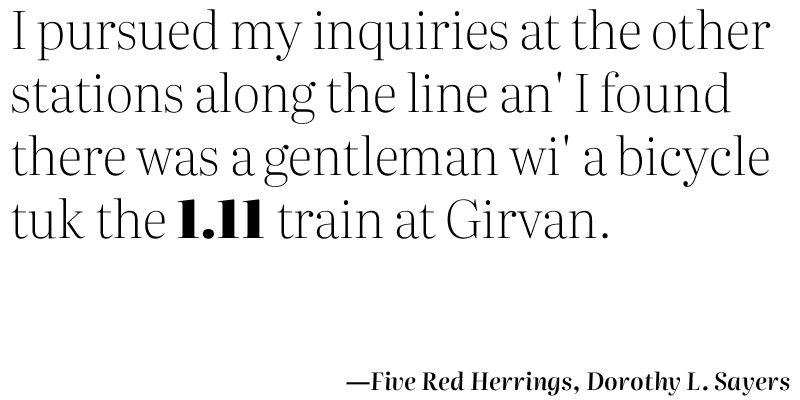 I pursued my inquiries at the other
stations along the line an' I found
there was a gentleman wi' a bicycle
tuk the 1.11 train at Girvan.
—Five Red Herrings, Dorothy L. Sayers